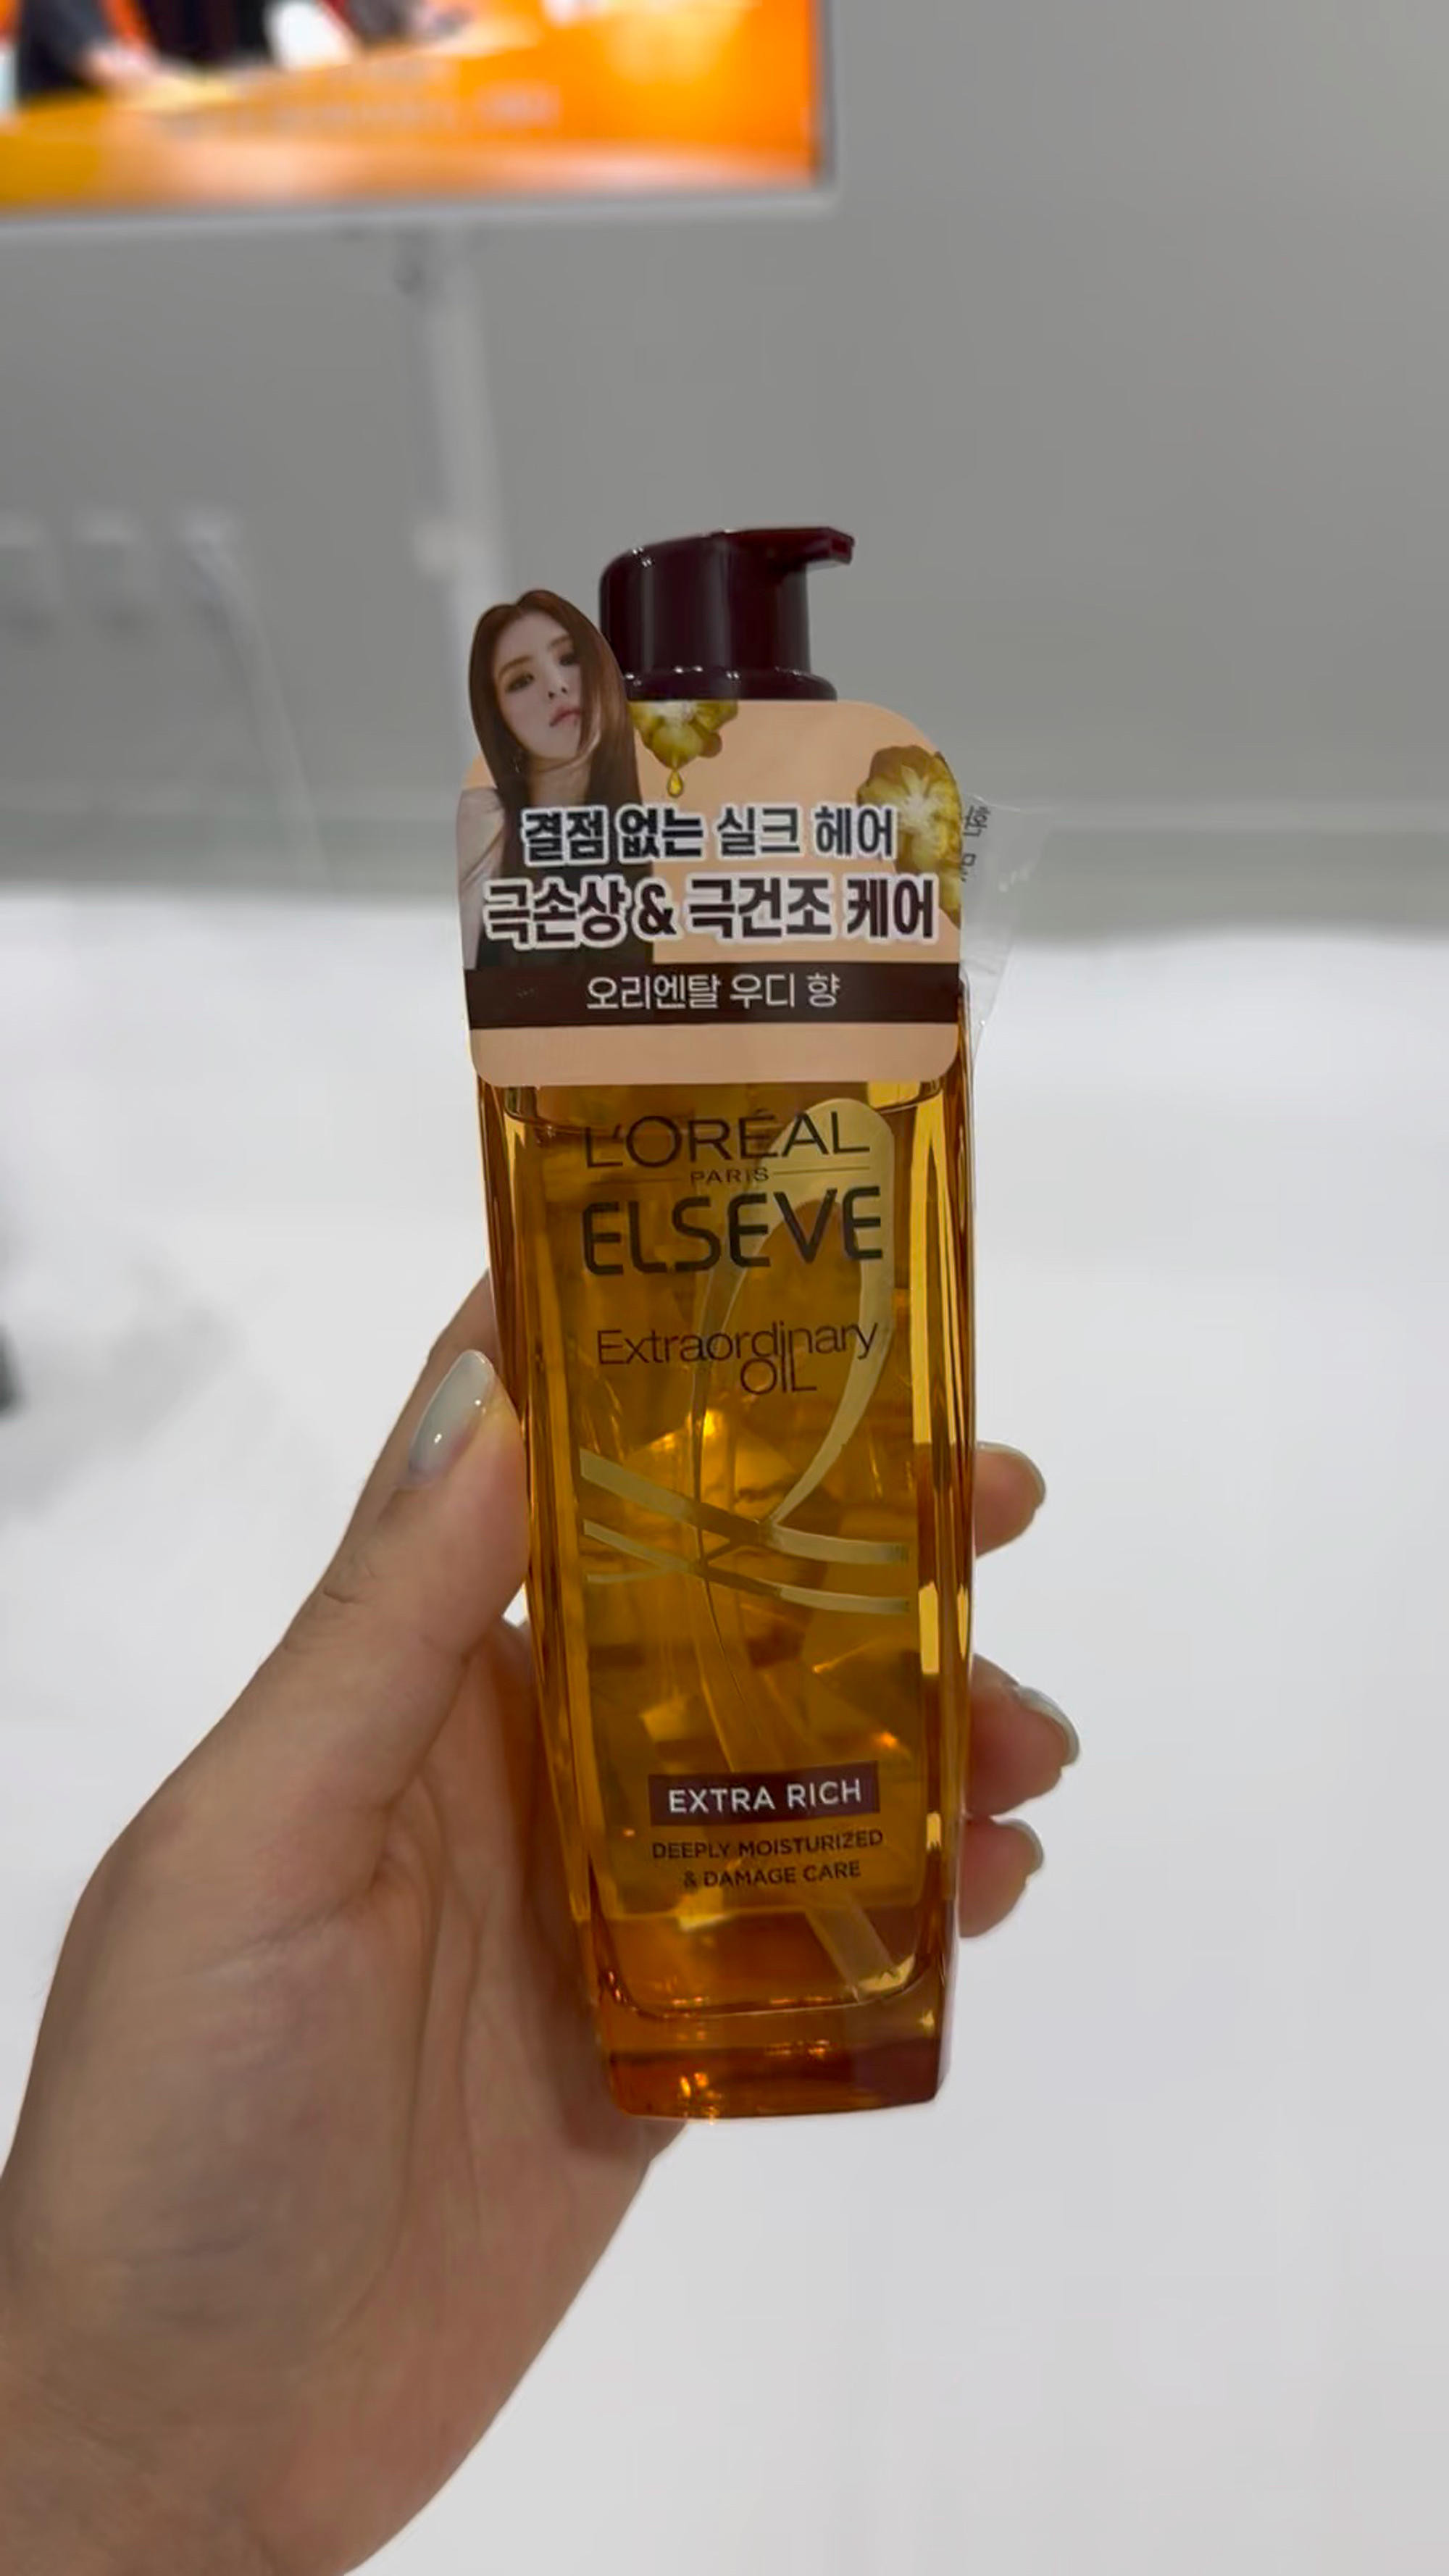 결점 없는 실크 헤어
극손상 & 극건조 케어
오리엔탈 우디 향
L'ORÉAL
PARIS
ELSEVE
Extraordinary
OIL
EXTRA RICH
DEEPLY MOISTURIZED
& DAMAGE CARE